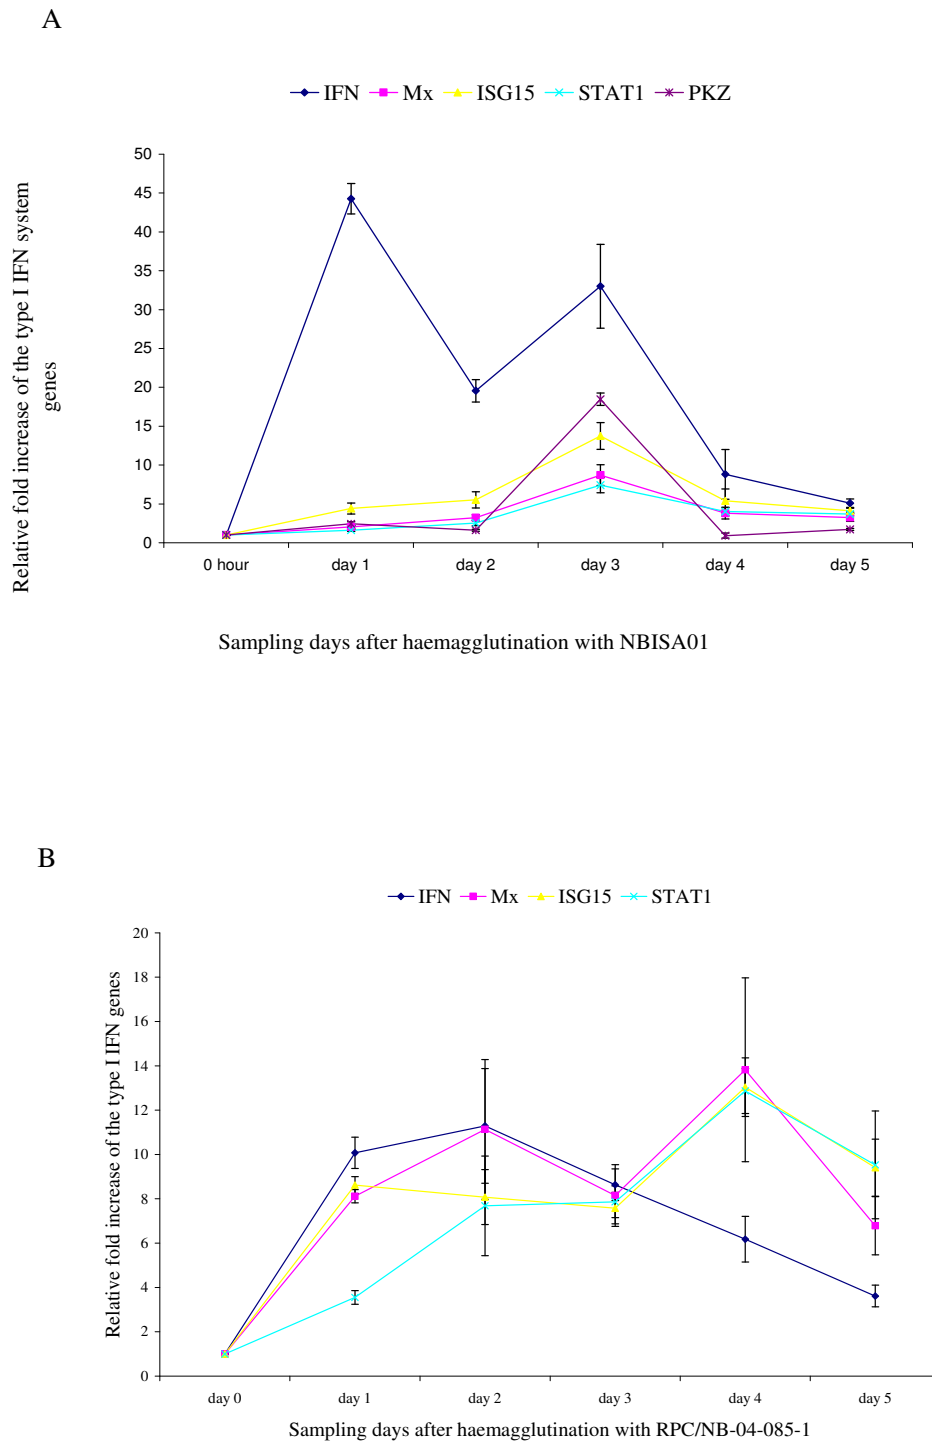 A
IFN Mx ISG15 STAT1 PKZ
Relative fold increase of the type I IFN system
genes
50
45
40
35
30
25
20
15
10
5
0
0 hour day 1 day 2 day 3 day 4 day 5
Sampling days after haemagglutination with NBISA01
B
IFN Mx ISG15 STAT1
Relative fold increase of the type I IFN genes
20
18
16
14
12
10
8
6
4
2
0
day 0 day 1 day 2 day 3 day 4 day 5
Sampling days after haemagglutination with RPC/NB-04-085-1